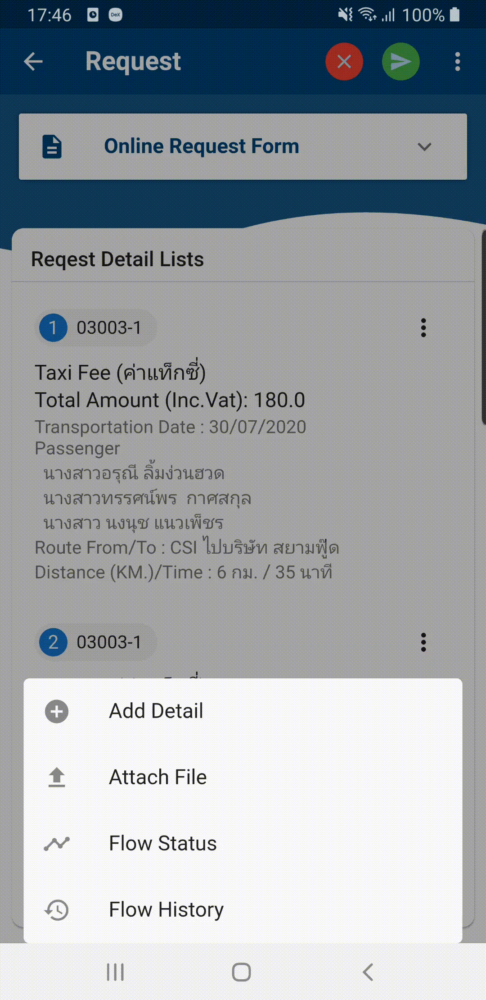 17:46 DeX 100%
Request
Online Request Form
Reqest Detail Lists
1 03003-1
Taxi Fee (ค่าแท็กซี่)
Total Amount (Inc.Vat): 180.0
Transportation Date : 30/07/2020
Passenger
นางสาวอรุณี ลิ้มง่วนฮวด
นางสาวทรรศน์พร กาศสกุล
นางสาว นงนุช แนวเพ็ชร
Route From/To : CSI ไปบริษัท สยามฟู๊ด
Distance (KM.)/Time : 6 กม. / 35 นาที
2 03003-1
Add Detail
Attach File
Flow Status
Flow History